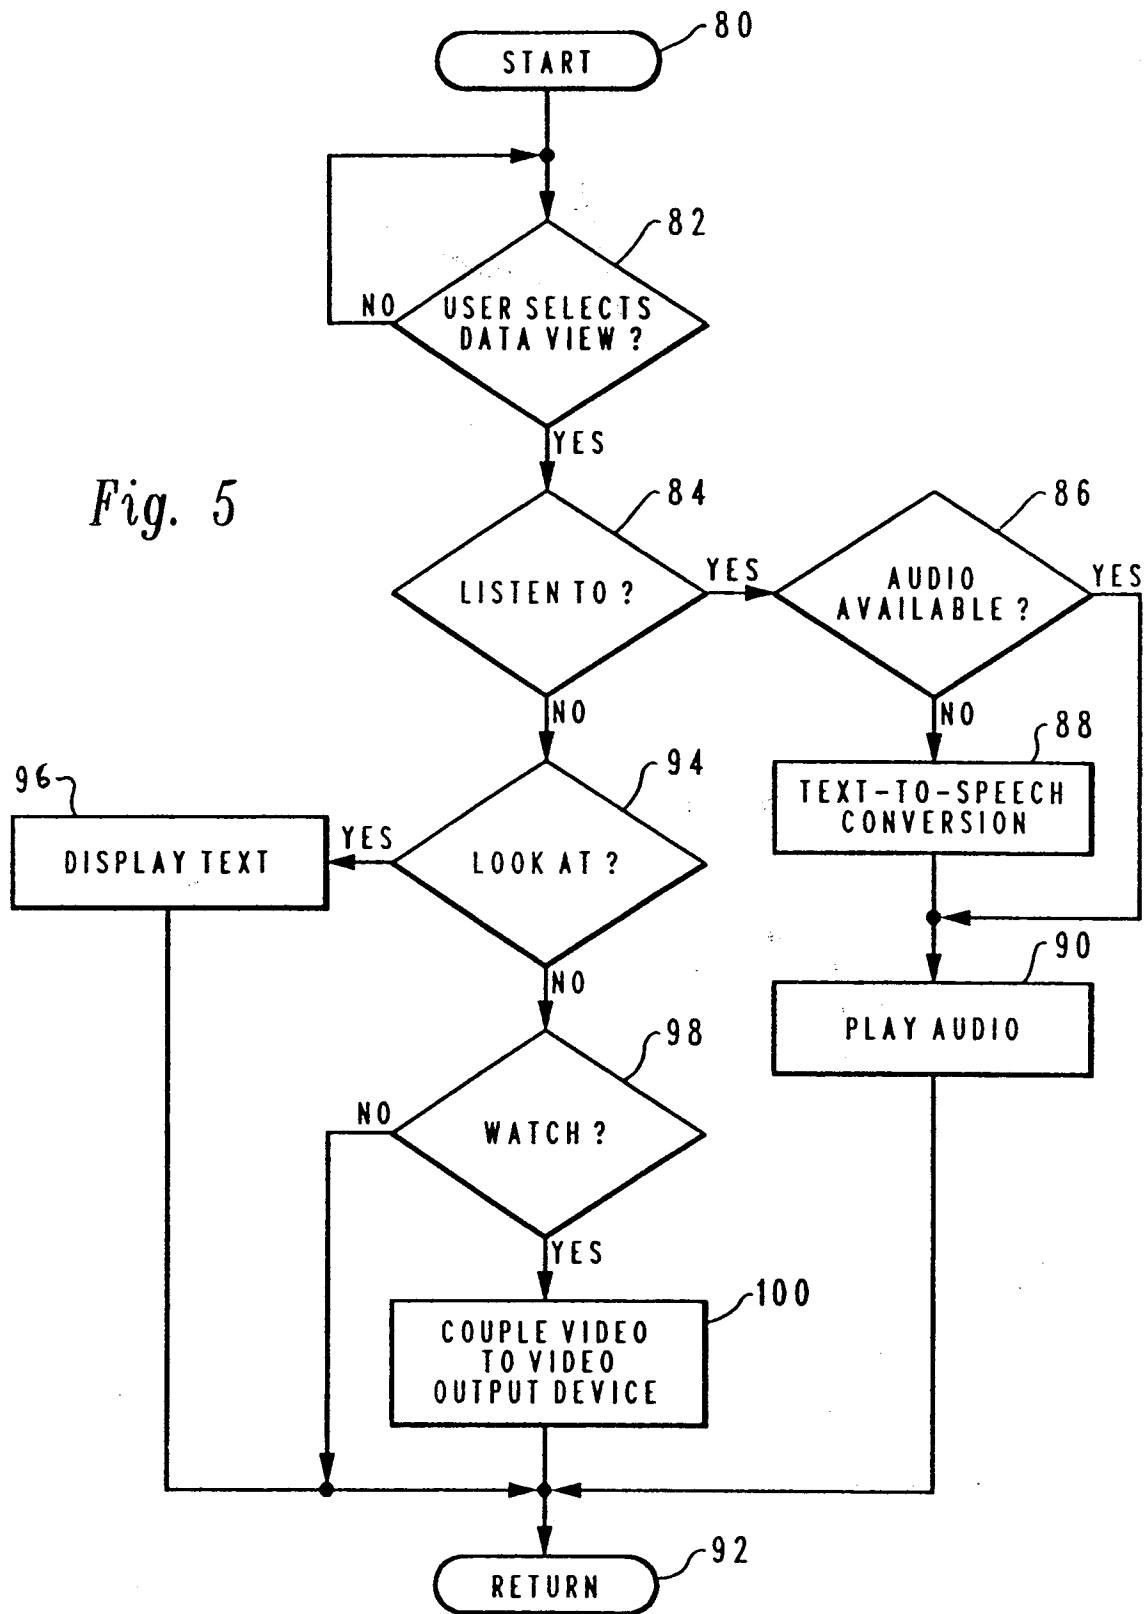 80
START
82
NO
USER SELECTS
DATA VIEW ?
YES
Fig. 5
84
86
LISTEN TO ?
YES
AUDIO
AVAILABLE ?
YES
NO
NO
88
TEXT-TO-SPEECH
CONVERSION
94
96
YES
DISPLAY TEXT
LOOK AT ?
90
NO
PLAY AUDIO
98
NO
WATCH ?
YES
100
COUPLE VIDEO
TO VIDEO
OUTPUT DEVICE
92
RETURN